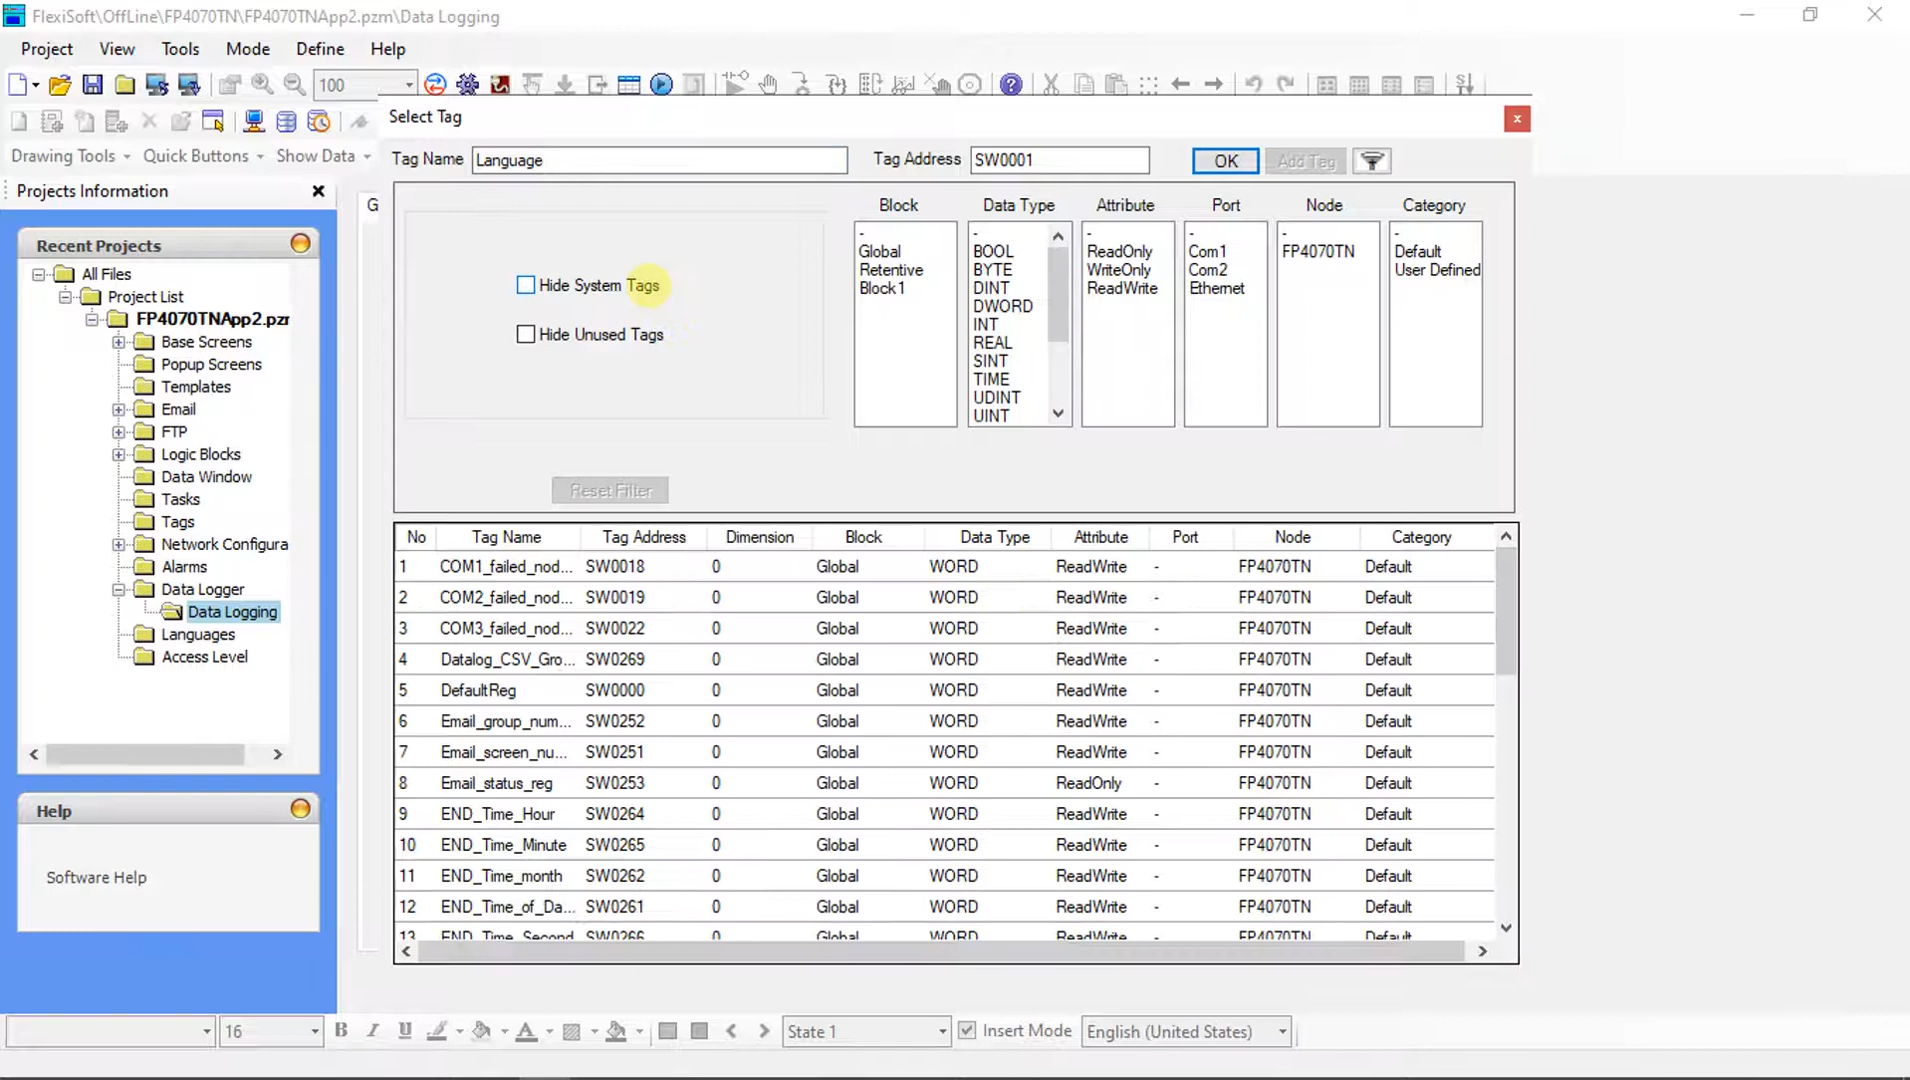 FlexiSoft\OffLine\FP4070TN\FP4070TNApp2.pzm\Data Logging
Project View Tools Mode Define Help
100
Select Tag
x
Tag Name Language Tag Address SW0001 OK Add Tag
Drawing Tools Quick Buttons Show Data
Projects Information
G
Recent Projects
All Files
Project List
FP4070TNApp2.pzr
Base Screens
Popup Screens
Templates
Email
FTP
Logic Blocks
Data Window
Tasks
Tags
Network Configura
Alarms
Data Logger
Data Logging
Languages
Access Level
Help
Software Help
Hide System Tags
Hide Unused Tags
Reset Filter
Block
-
Global
Retentive
Block1
Data Type
-
BOOL
BYTE
DINT
DWORD
INT
REAL
SINT
TIME
UDINT
UINT
Attribute
-
ReadOnly
WriteOnly
ReadWrite
Port
-
Com1
Com2
Ethernet
Node
-
FP4070TN
Category
-
Default
User Defined
No Tag Name Tag Address Dimension Block Data Type Attribute Port Node Category
1 COM1_failed_nod... SW0018 0 Global WORD ReadWrite - FP4070TN Default
2 COM2_failed_nod... SW0019 0 Global WORD ReadWrite - FP4070TN Default
3 COM3_failed_nod... SW0022 0 Global WORD ReadWrite - FP4070TN Default
4 Datalog_CSV_Gro... SW0269 0 Global WORD ReadWrite - FP4070TN Default
5 DefaultReg SW0000 0 Global WORD ReadWrite - FP4070TN Default
6 Email_group_num... SW0252 0 Global WORD ReadWrite - FP4070TN Default
7 Email_screen_nu... SW0251 0 Global WORD ReadWrite - FP4070TN Default
8 Email_status_reg SW0253 0 Global WORD ReadOnly - FP4070TN Default
9 END_Time_Hour SW0264 0 Global WORD ReadWrite - FP4070TN Default
10 END_Time_Minute SW0265 0 Global WORD ReadWrite - FP4070TN Default
11 END_Time_month SW0262 0 Global WORD ReadWrite - FP4070TN Default
12 END_Time_of_Da... SW0261 0 Global WORD ReadWrite - FP4070TN Default
13 END_Time_Second SW0266 0 Global WORD ReadWrite - FP4070TN Default
16 B I U A State 1 Insert Mode English (United States)